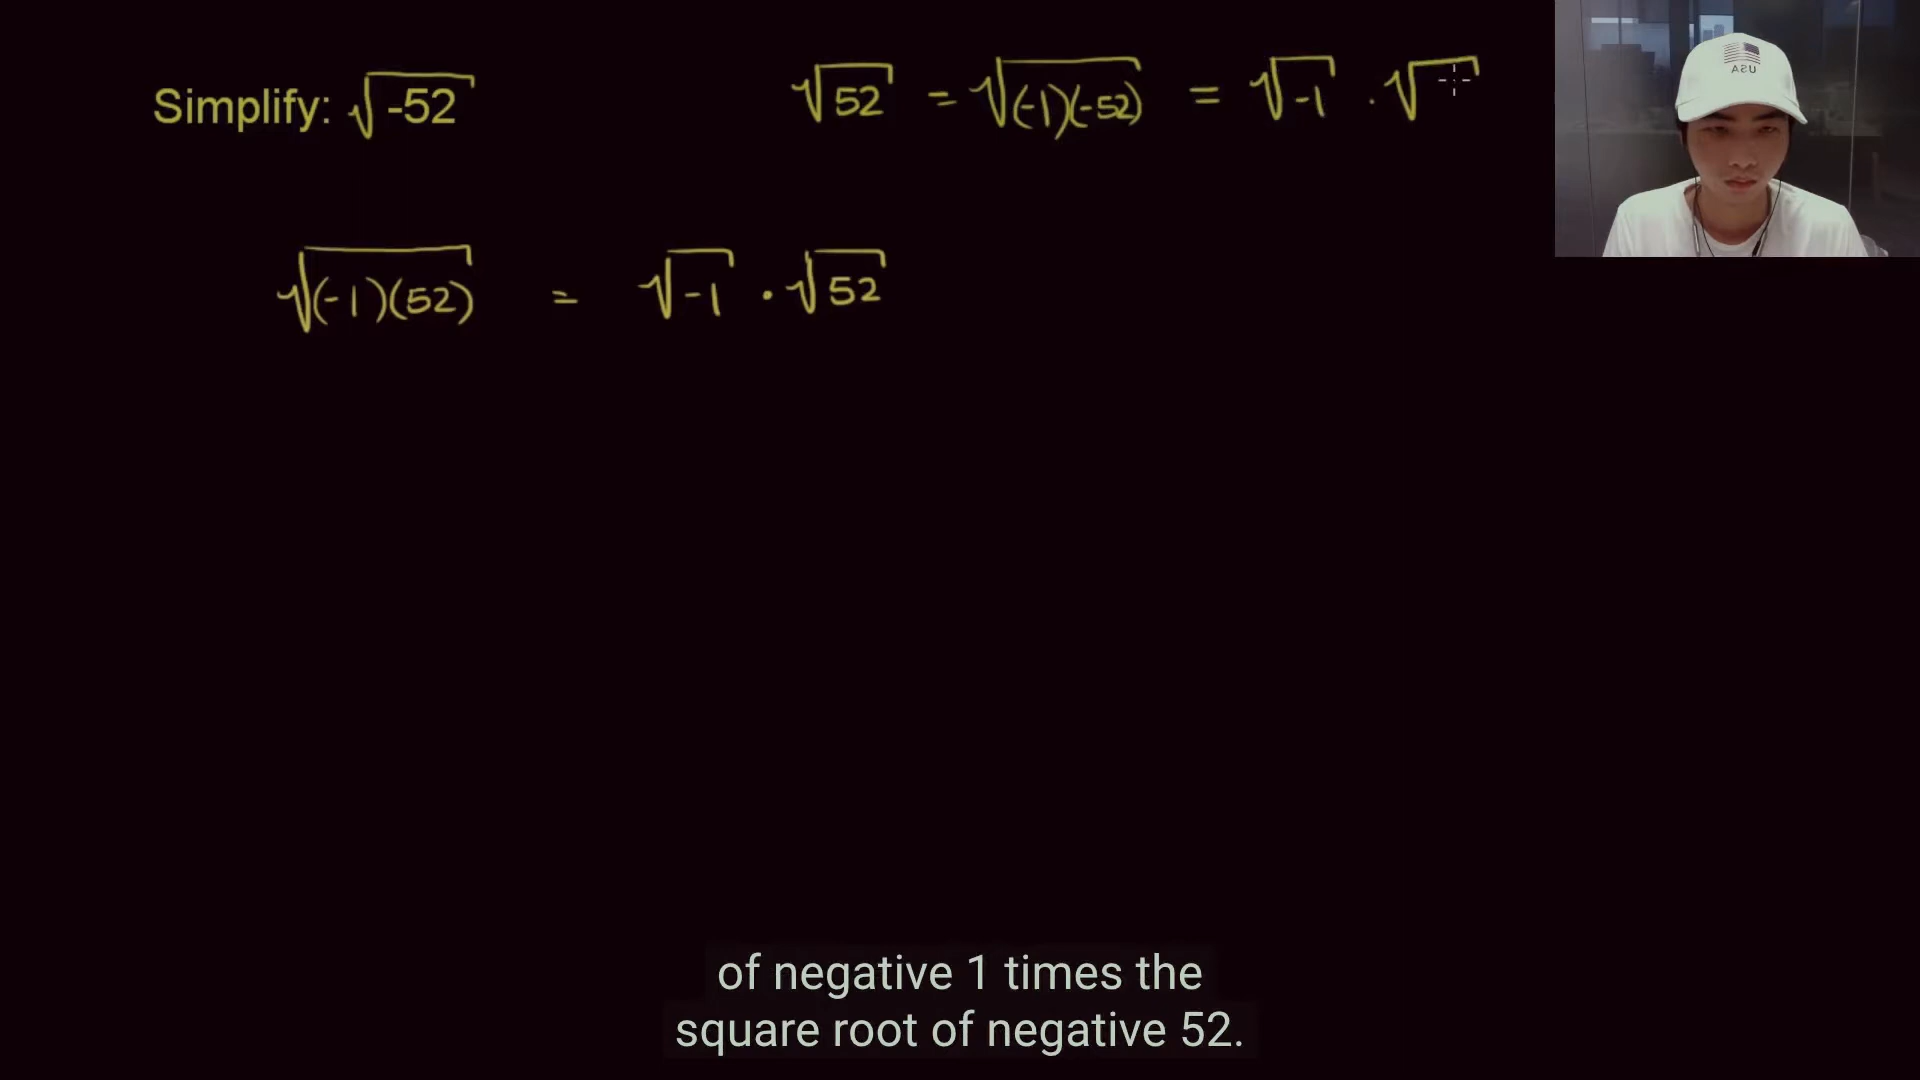 Simplify: √-52
√52 = √(-1)(-52) = √-1 · √
USA
√(-1)(52) = √-1 · √52
of negative 1 times the
square root of negative 52.